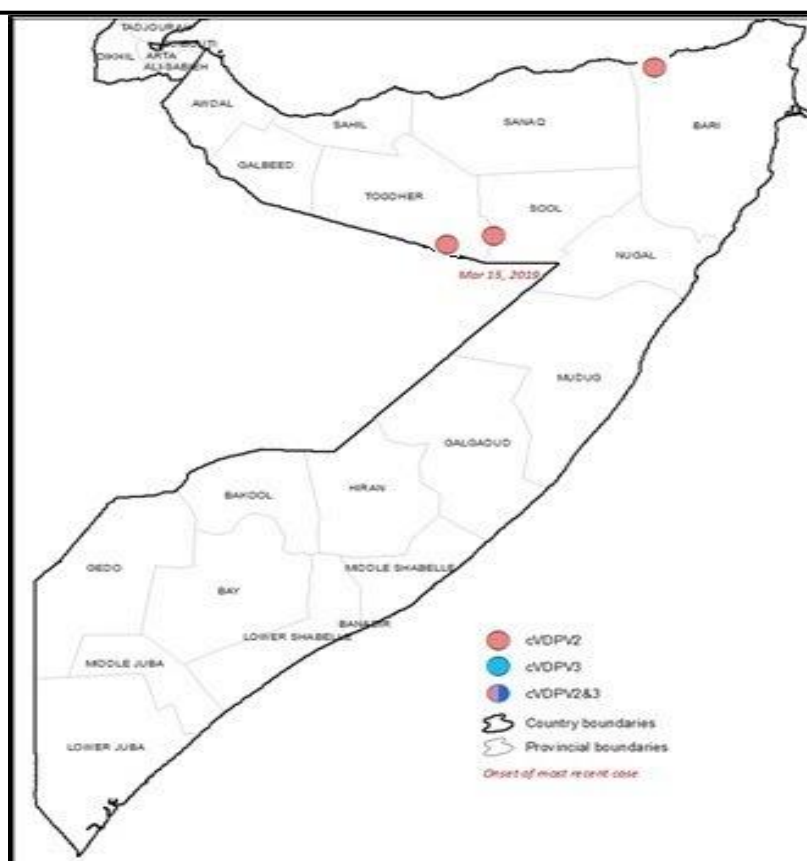 TADJOURAH
DIKHIL
ARTA
ALI-SABIEH
AWDAL
SAHIL
SANAQ
BARI
GALBEED
TOGDHER
SOOL
NUGAL
Mar 15, 2019
MUDUG
GALGADUD
HIRAN
BAKOOL
GEDO
MIDDLE SHABELLE
BAY
BANADIR
LOWER SHABELLE
MIDDLE JUBA
LOWER JUBA
cVDPV2
cVDPV3
cVDPV2&3
Country boundaries
Provincial boundaries
Onset of most recent case